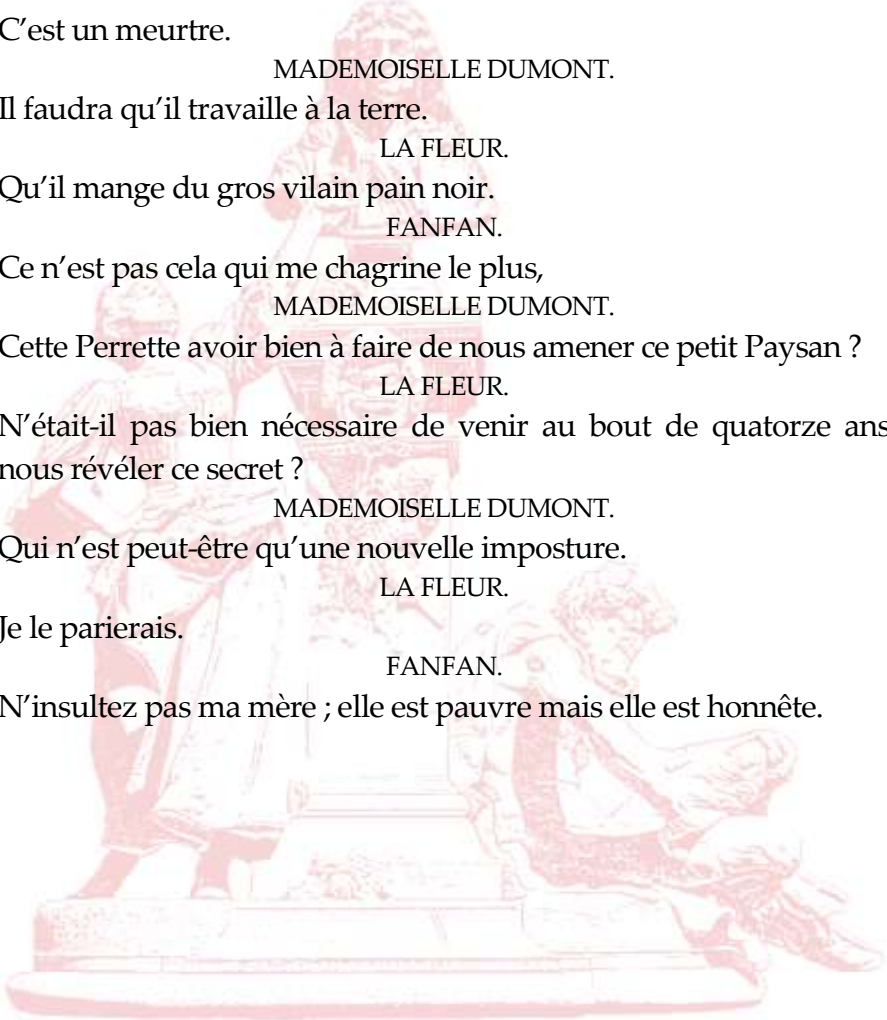 C’est un meurtre.
MADEMOISELLE DUMONT.
Il faudra qu’il travaille à la terre.
LA FLEUR.
Qu’il mange du gros vilain pain noir.
FANFAN.
Ce n’est pas cela qui me chagrine le plus,
MADEMOISELLE DUMONT.
Cette Perrette avoir bien à faire de nous amener ce petit Paysan ?
LA FLEUR.
N’était-il pas bien nécessaire de venir au bout de quatorze ans
nous révéler ce secret ?
MADEMOISELLE DUMONT.
Qui n’est peut-être qu’une nouvelle imposture.
LA FLEUR.
Je le parierais.
FANFAN.
N’insultez pas ma mère ; elle est pauvre mais elle est honnête.